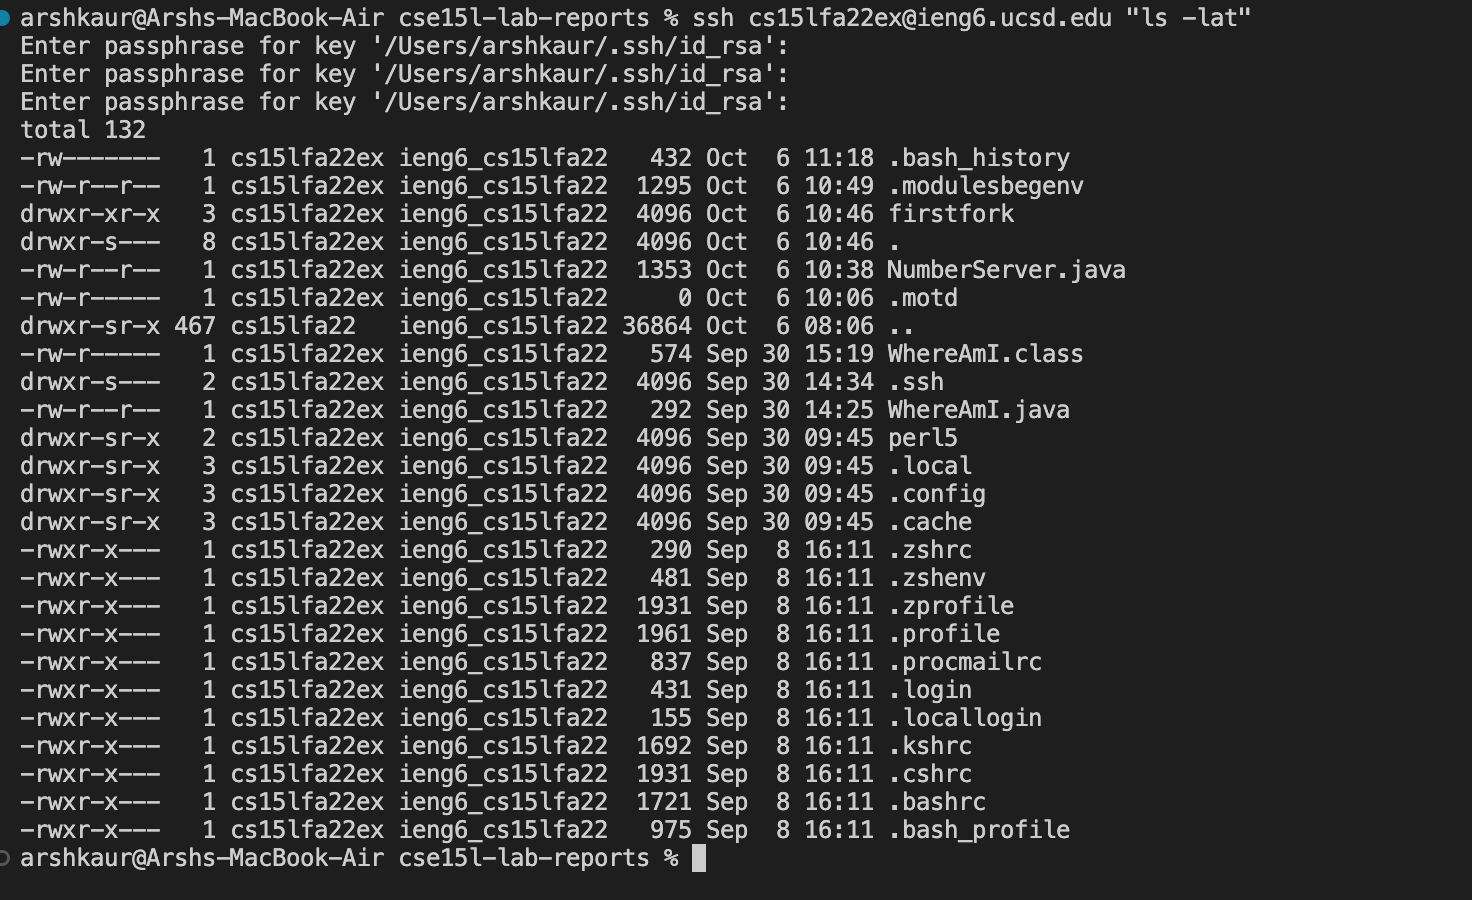 arshkaur@Arshs-MacBook-Air cse15l-lab-reports % ssh cs15lfa22ex@ieng6.ucsd.edu "ls -lat"
Enter passphrase for key '/Users/arshkaur/.ssh/id_rsa':
Enter passphrase for key '/Users/arshkaur/.ssh/id_rsa':
Enter passphrase for key '/Users/arshkaur/.ssh/id_rsa':
total 132
-rw-------   1 cs15lfa22ex ieng6_cs15lfa22   432 Oct  6 11:18 .bash_history
-rw-r--r--   1 cs15lfa22ex ieng6_cs15lfa22  1295 Oct  6 10:49 .modulesbegenv
drwxr-xr-x   3 cs15lfa22ex ieng6_cs15lfa22  4096 Oct  6 10:46 firstfork
drwxr-s---   8 cs15lfa22ex ieng6_cs15lfa22  4096 Oct  6 10:46 .
-rw-r--r--   1 cs15lfa22ex ieng6_cs15lfa22  1353 Oct  6 10:38 NumberServer.java
-rw-r-----   1 cs15lfa22ex ieng6_cs15lfa22     0 Oct  6 10:06 .motd
drwxr-sr-x 467 cs15lfa22   ieng6_cs15lfa22 36864 Oct  6 08:06 ..
-rw-r-----   1 cs15lfa22ex ieng6_cs15lfa22   574 Sep 30 15:19 WhereAmI.class
drwxr-s---   2 cs15lfa22ex ieng6_cs15lfa22  4096 Sep 30 14:34 .ssh
-rw-r--r--   1 cs15lfa22ex ieng6_cs15lfa22   292 Sep 30 14:25 WhereAmI.java
drwxr-sr-x   2 cs15lfa22ex ieng6_cs15lfa22  4096 Sep 30 09:45 perl5
drwxr-sr-x   3 cs15lfa22ex ieng6_cs15lfa22  4096 Sep 30 09:45 .local
drwxr-sr-x   3 cs15lfa22ex ieng6_cs15lfa22  4096 Sep 30 09:45 .config
drwxr-sr-x   3 cs15lfa22ex ieng6_cs15lfa22  4096 Sep 30 09:45 .cache
-rwxr-x---   1 cs15lfa22ex ieng6_cs15lfa22   290 Sep  8 16:11 .zshrc
-rwxr-x---   1 cs15lfa22ex ieng6_cs15lfa22   481 Sep  8 16:11 .zshenv
-rwxr-x---   1 cs15lfa22ex ieng6_cs15lfa22  1931 Sep  8 16:11 .zprofile
-rwxr-x---   1 cs15lfa22ex ieng6_cs15lfa22  1961 Sep  8 16:11 .profile
-rwxr-x---   1 cs15lfa22ex ieng6_cs15lfa22   837 Sep  8 16:11 .procmailrc
-rwxr-x---   1 cs15lfa22ex ieng6_cs15lfa22   431 Sep  8 16:11 .login
-rwxr-x---   1 cs15lfa22ex ieng6_cs15lfa22   155 Sep  8 16:11 .locallogin
-rwxr-x---   1 cs15lfa22ex ieng6_cs15lfa22  1692 Sep  8 16:11 .kshrc
-rwxr-x---   1 cs15lfa22ex ieng6_cs15lfa22  1931 Sep  8 16:11 .cshrc
-rwxr-x---   1 cs15lfa22ex ieng6_cs15lfa22  1721 Sep  8 16:11 .bashrc
-rwxr-x---   1 cs15lfa22ex ieng6_cs15lfa22   975 Sep  8 16:11 .bash_profile
arshkaur@Arshs-MacBook-Air cse15l-lab-reports %